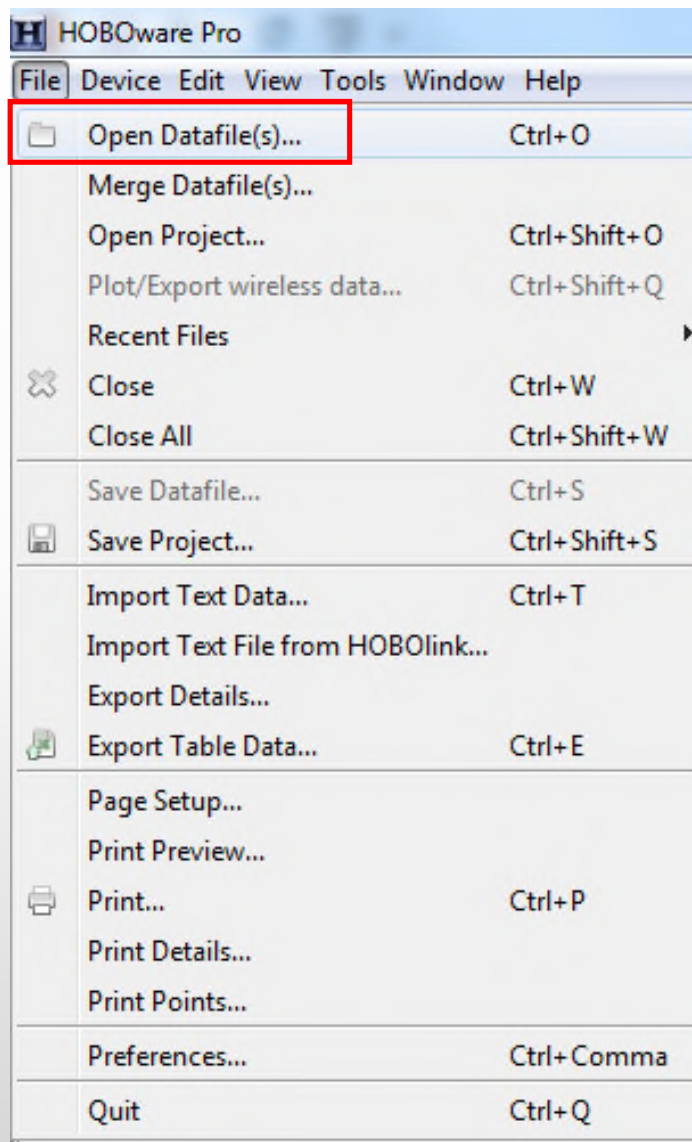 HOBOware Pro
File Device Edit View Tools Window Help
Open Datafile(s)... Ctrl+O
Merge Datafile(s)...
Open Project... Ctrl+Shift+O
Plot/Export wireless data... Ctrl+Shift+Q
Recent Files
Close Ctrl+W
Close All Ctrl+Shift+W
Save Datafile... Ctrl+S
Save Project... Ctrl+Shift+S
Import Text Data... Ctrl+T
Import Text File from HOBOlink...
Export Details...
Export Table Data... Ctrl+E
Page Setup...
Print Preview...
Print... Ctrl+P
Print Details...
Print Points...
Preferences... Ctrl+Comma
Quit Ctrl+Q